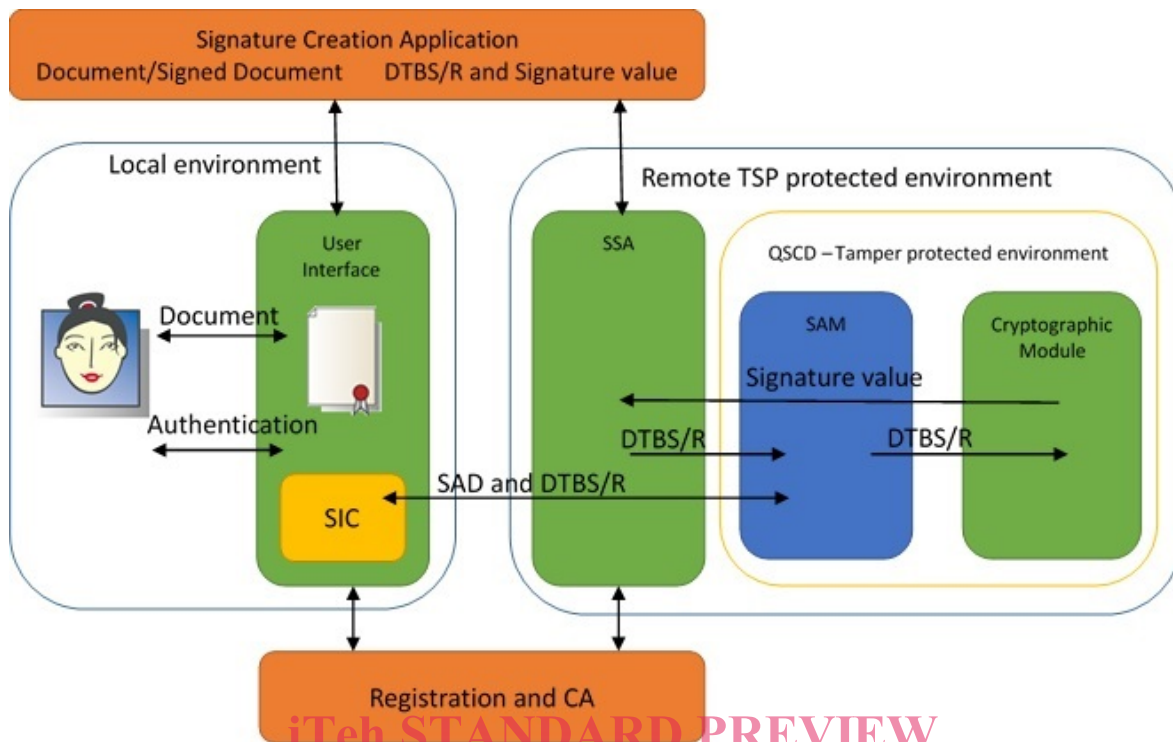 Signature Creation Application
Document/Signed Document DTBS/R and Signature value
Local environment
Remote TSP protected environment
User
Interface
SSA
QSCD – Tamper protected environment
SAM
Cryptographic
Module
Document
Signature value
Authentication
DTBS/R
DTBS/R
SAD and DTBS/R
SIC
Registration and CA
iTeh STANDARD PREVIEW